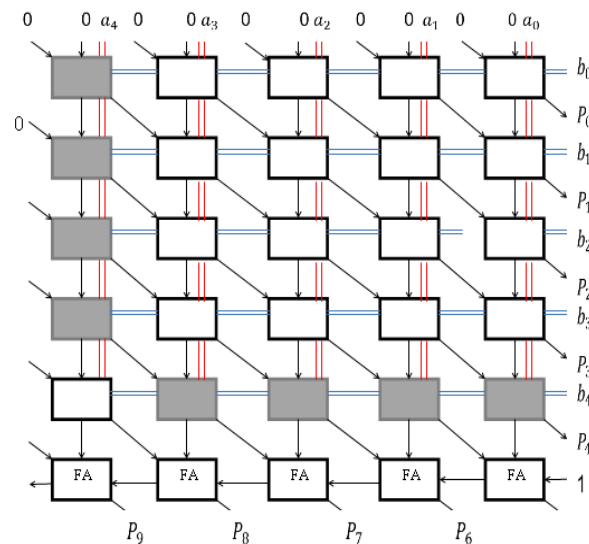 0 0 a₄ 0 0 a₃ 0 0 a₂ 0 0 a₁ 0 0 a₀
b₀
P₀
0
b₁
P₁
b₂
P₂
b₃
P₃
b₄
P₄
FA FA FA FA FA 1
P₉ P₈ P₇ P₆